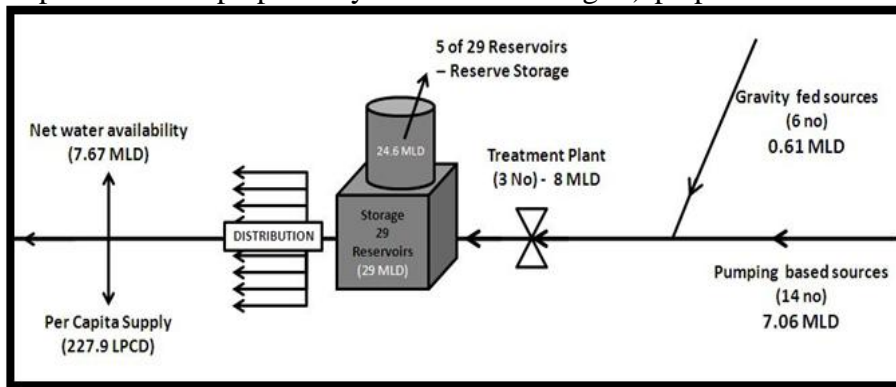 5 of 29 Reservoirs
– Reserve Storage
Gravity fed sources
(6 no)
0.61 MLD
Net water availability
(7.67 MLD)
24.6 MLD
Treatment Plant
(3 No) - 8 MLD
Storage
29
Reservoirs
(29 MLD)
DISTRIBUTION
Pumping based sources
(14 no)
7.06 MLD
Per Capita Supply
(227.9 LPCD)